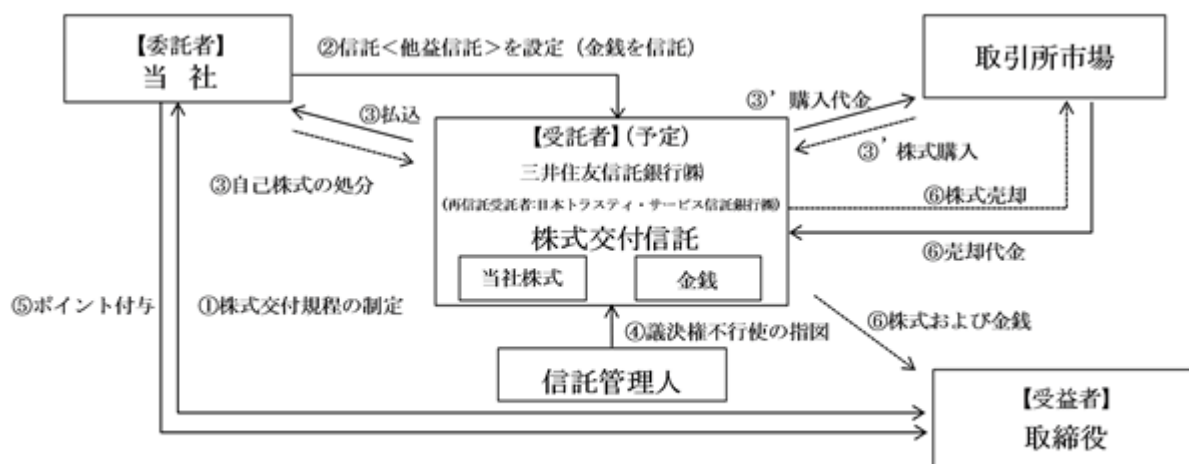 【委託者】
当 社
②信託<他益信託>を設定（金銭を信託）
取引所市場
③払込
③自己株式の処分
③’購入代金
③’株式購入
【受託者】(予定)
三井住友信託銀行㈱
(再信託受託者:日本トラスティ・サービス信託銀行㈱)
株式交付信託
当社株式
金銭
⑥株式売却
⑥売却代金
⑤ポイント付与
①株式交付規程の制定
④議決権不行使の指図
⑥株式および金銭
信託管理人
【受益者】
取締役